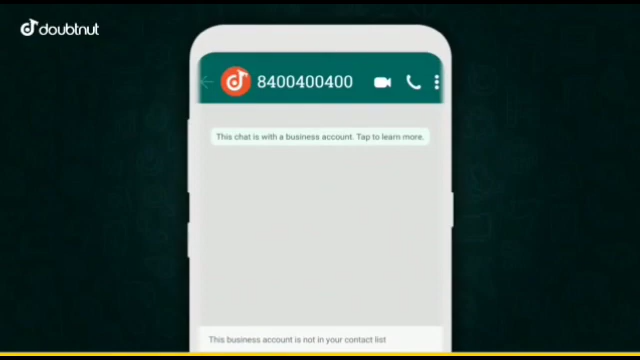 doubtnut
8400400400
This chat is with a business account. Tap to learn more.
This business account is not in your contact list